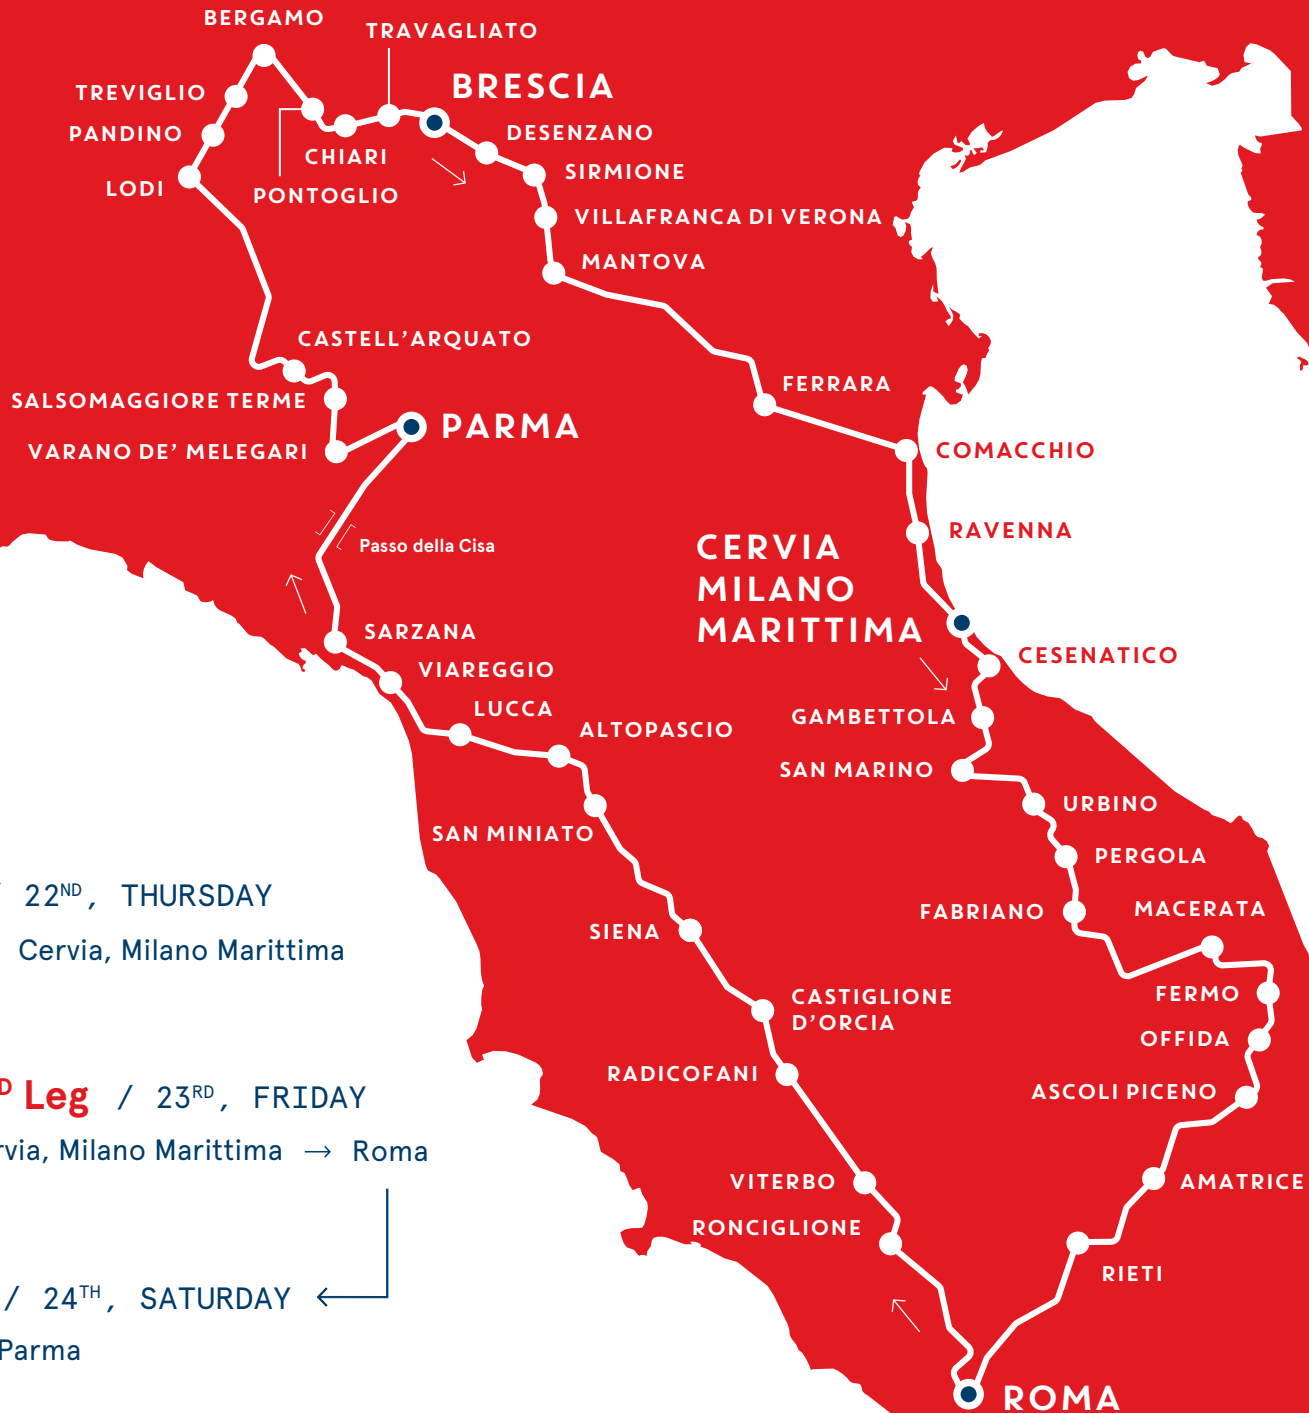 BERGAMO
TRAVAGLIATO
BRESCIA
TREVIGLIO
PANDINO
DESENZANO
CHIARI
SIRMIONE
LODI
PONTOGLIO
VILLAFRANCA DI VERONA
MANTOVA
CASTELL'ARQUATO
FERRARA
SALSOMAGGIORE TERME
PARMA
VARANO DE' MELEGARI
COMACCHIO
RAVENNA
Passo della Cisa
CERVIA
MILANO
MARITTIMA
SARZANA
CESENATICO
VIAREGGIO
LUCCA
GAMBETTOLA
ALTOPASCIO
SAN MARINO
URBINO
SAN MINIATO
PERGOLA
/ 22ND, THURSDAY
FABRIANO
MACERATA
SIENA
Cervia, Milano Marittima
CASTIGLIONE
D'ORCIA
FERMO
OFFIDA
RADICOFANI
ASCOLI PICENO
D Leg / 23RD, FRIDAY
rvia, Milano Marittima → Roma
VITERBO
AMATRICE
RONCIGLIONE
RIETI
/ 24TH, SATURDAY
Parma
ROMA